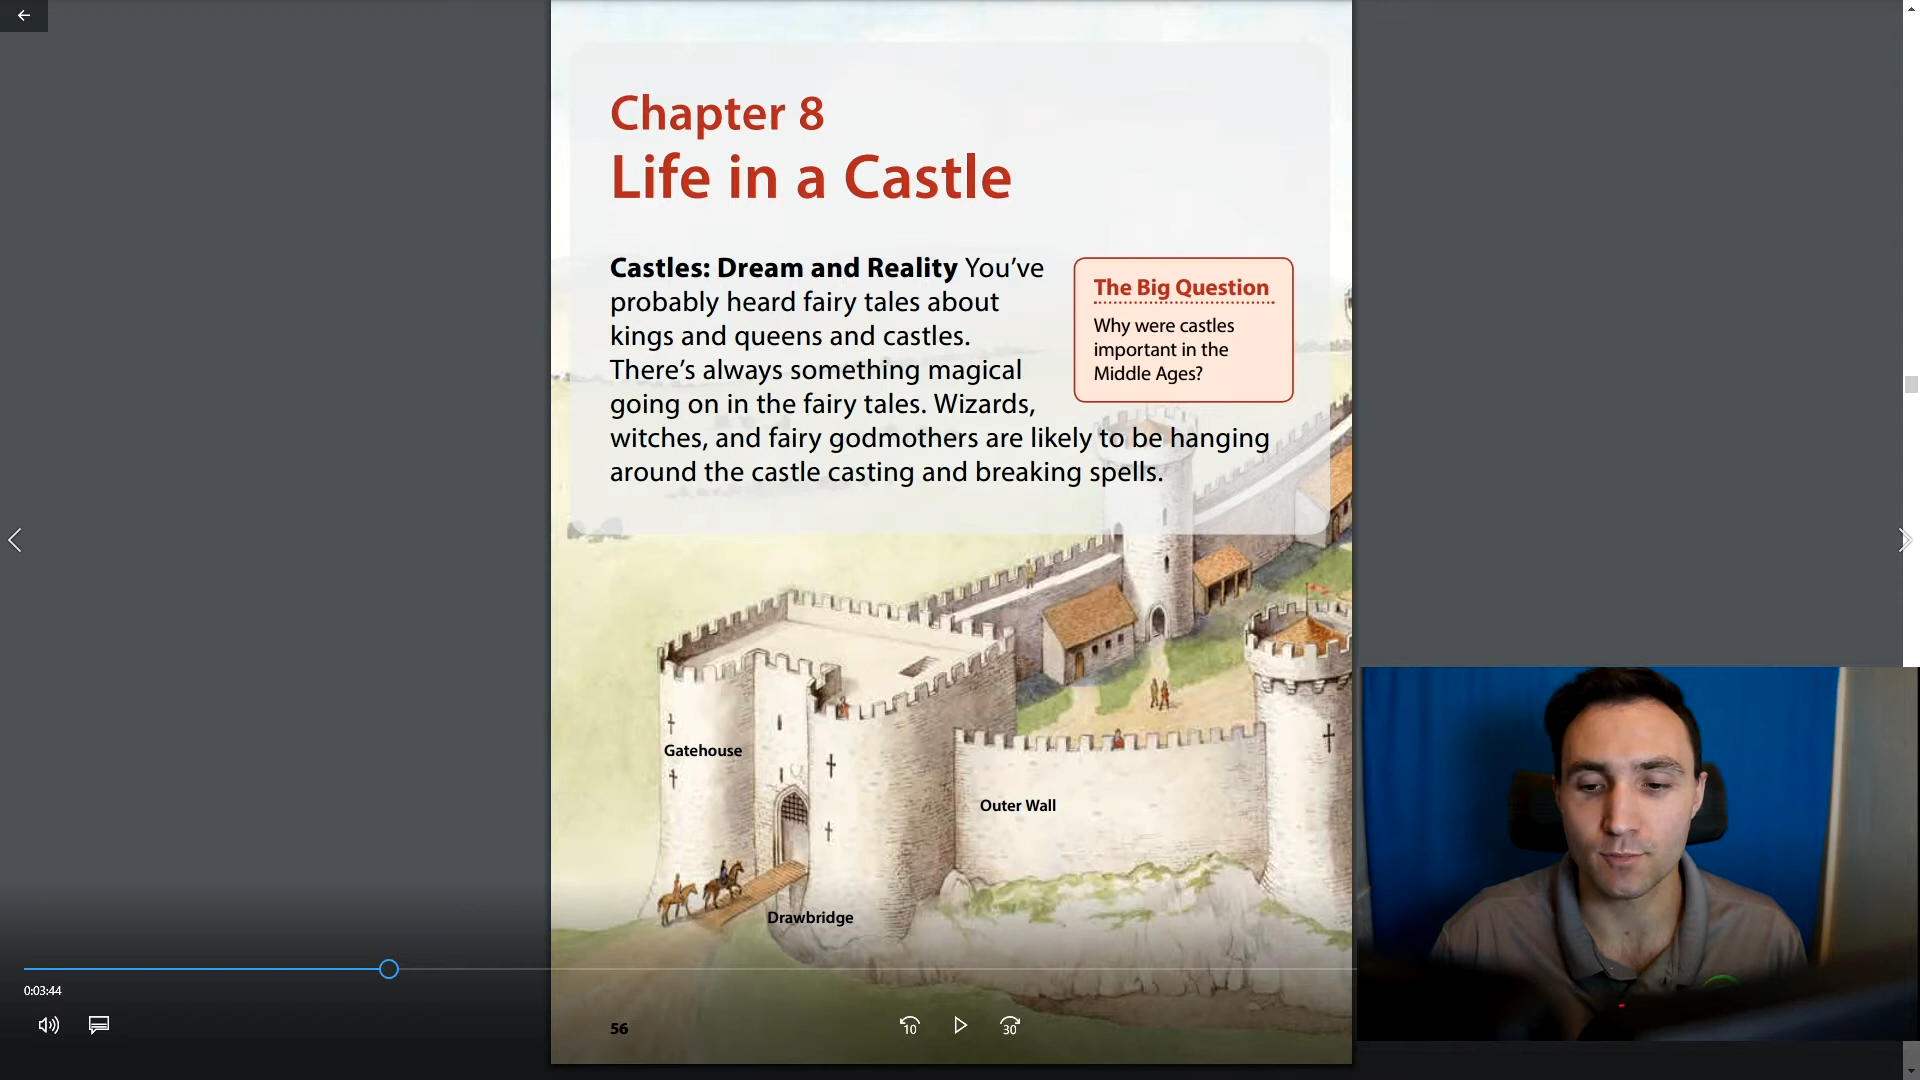 Chapter 8
Life in a Castle
Castles: Dream and Reality You’ve
probably heard fairy tales about
kings and queens and castles.
There’s always something magical
going on in the fairy tales. Wizards,
witches, and fairy godmothers are likely to be hanging
around the castle casting and breaking spells.
The Big Question
Why were castles
important in the
Middle Ages?
Gatehouse
Outer Wall
Drawbridge
56
0:03:44
10
30